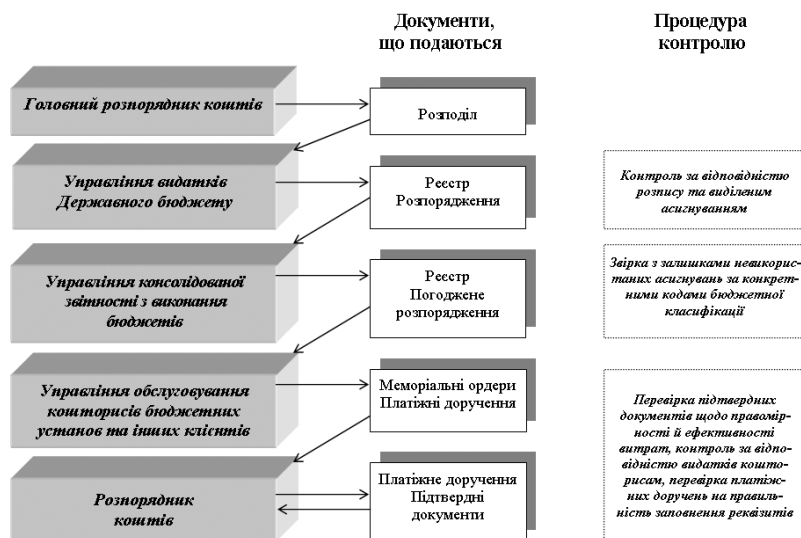 Документи,
що подаються
Процедура
контролю
Головний розпорядник коштів
Розподіл
Управління видатків
Державного бюджету
Реєстр
Розпорядження
Контроль за відповідністю
розпису та виділеним
асигнуванням
Управління консолідованої
звітності з виконання
бюджетів
Реєстр
Погоджене
розпорядження
Звірка з залишками невикорис-
таних асигнувань за конкрет-
ними кодами бюджетної
класифікації
Управління обслуговування
кошторисів бюджетних
установ та інших клієнтів
Меморіальні ордери
Платіжні доручення
Перевірка підтвердних
документів щодо правомір-
ності й ефективності
витрат, контроль за відпо-
відністю видатків кошто-
рисам, перевірка платіж-
них доручень на правиль-
ність заповнення реквізитів
Розпорядник
коштів
Платіжне доручення
Підтвердні
документи